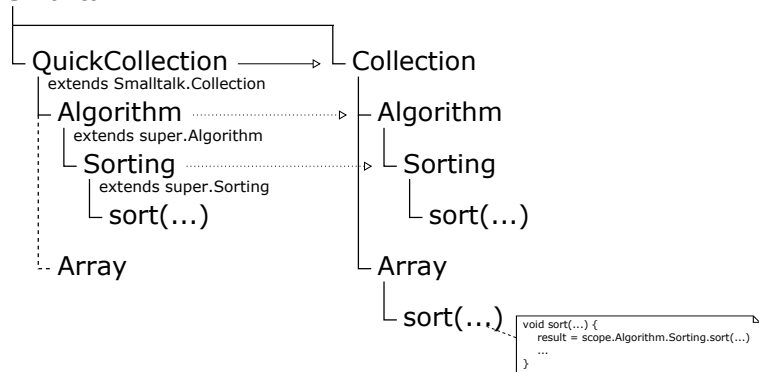 QuickCollection
Collection
extends Smalltalk.Collection
Algorithm
Algorithm
extends super.Algorithm
Sorting
Sorting
extends super.Sorting
sort(...)
sort(...)
Array
Array
sort(...)
void sort(...) {
result = scope.Algorithm.Sorting.sort(...)
...
}